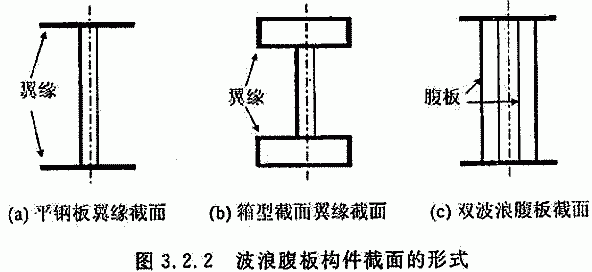 翼缘
翼缘
腹板
(a) 平钢板翼缘截面
(b) 箱型截面翼缘截面
(c) 双波浪腹板截面
图 3.2.2 波浪腹板构件截面的形式